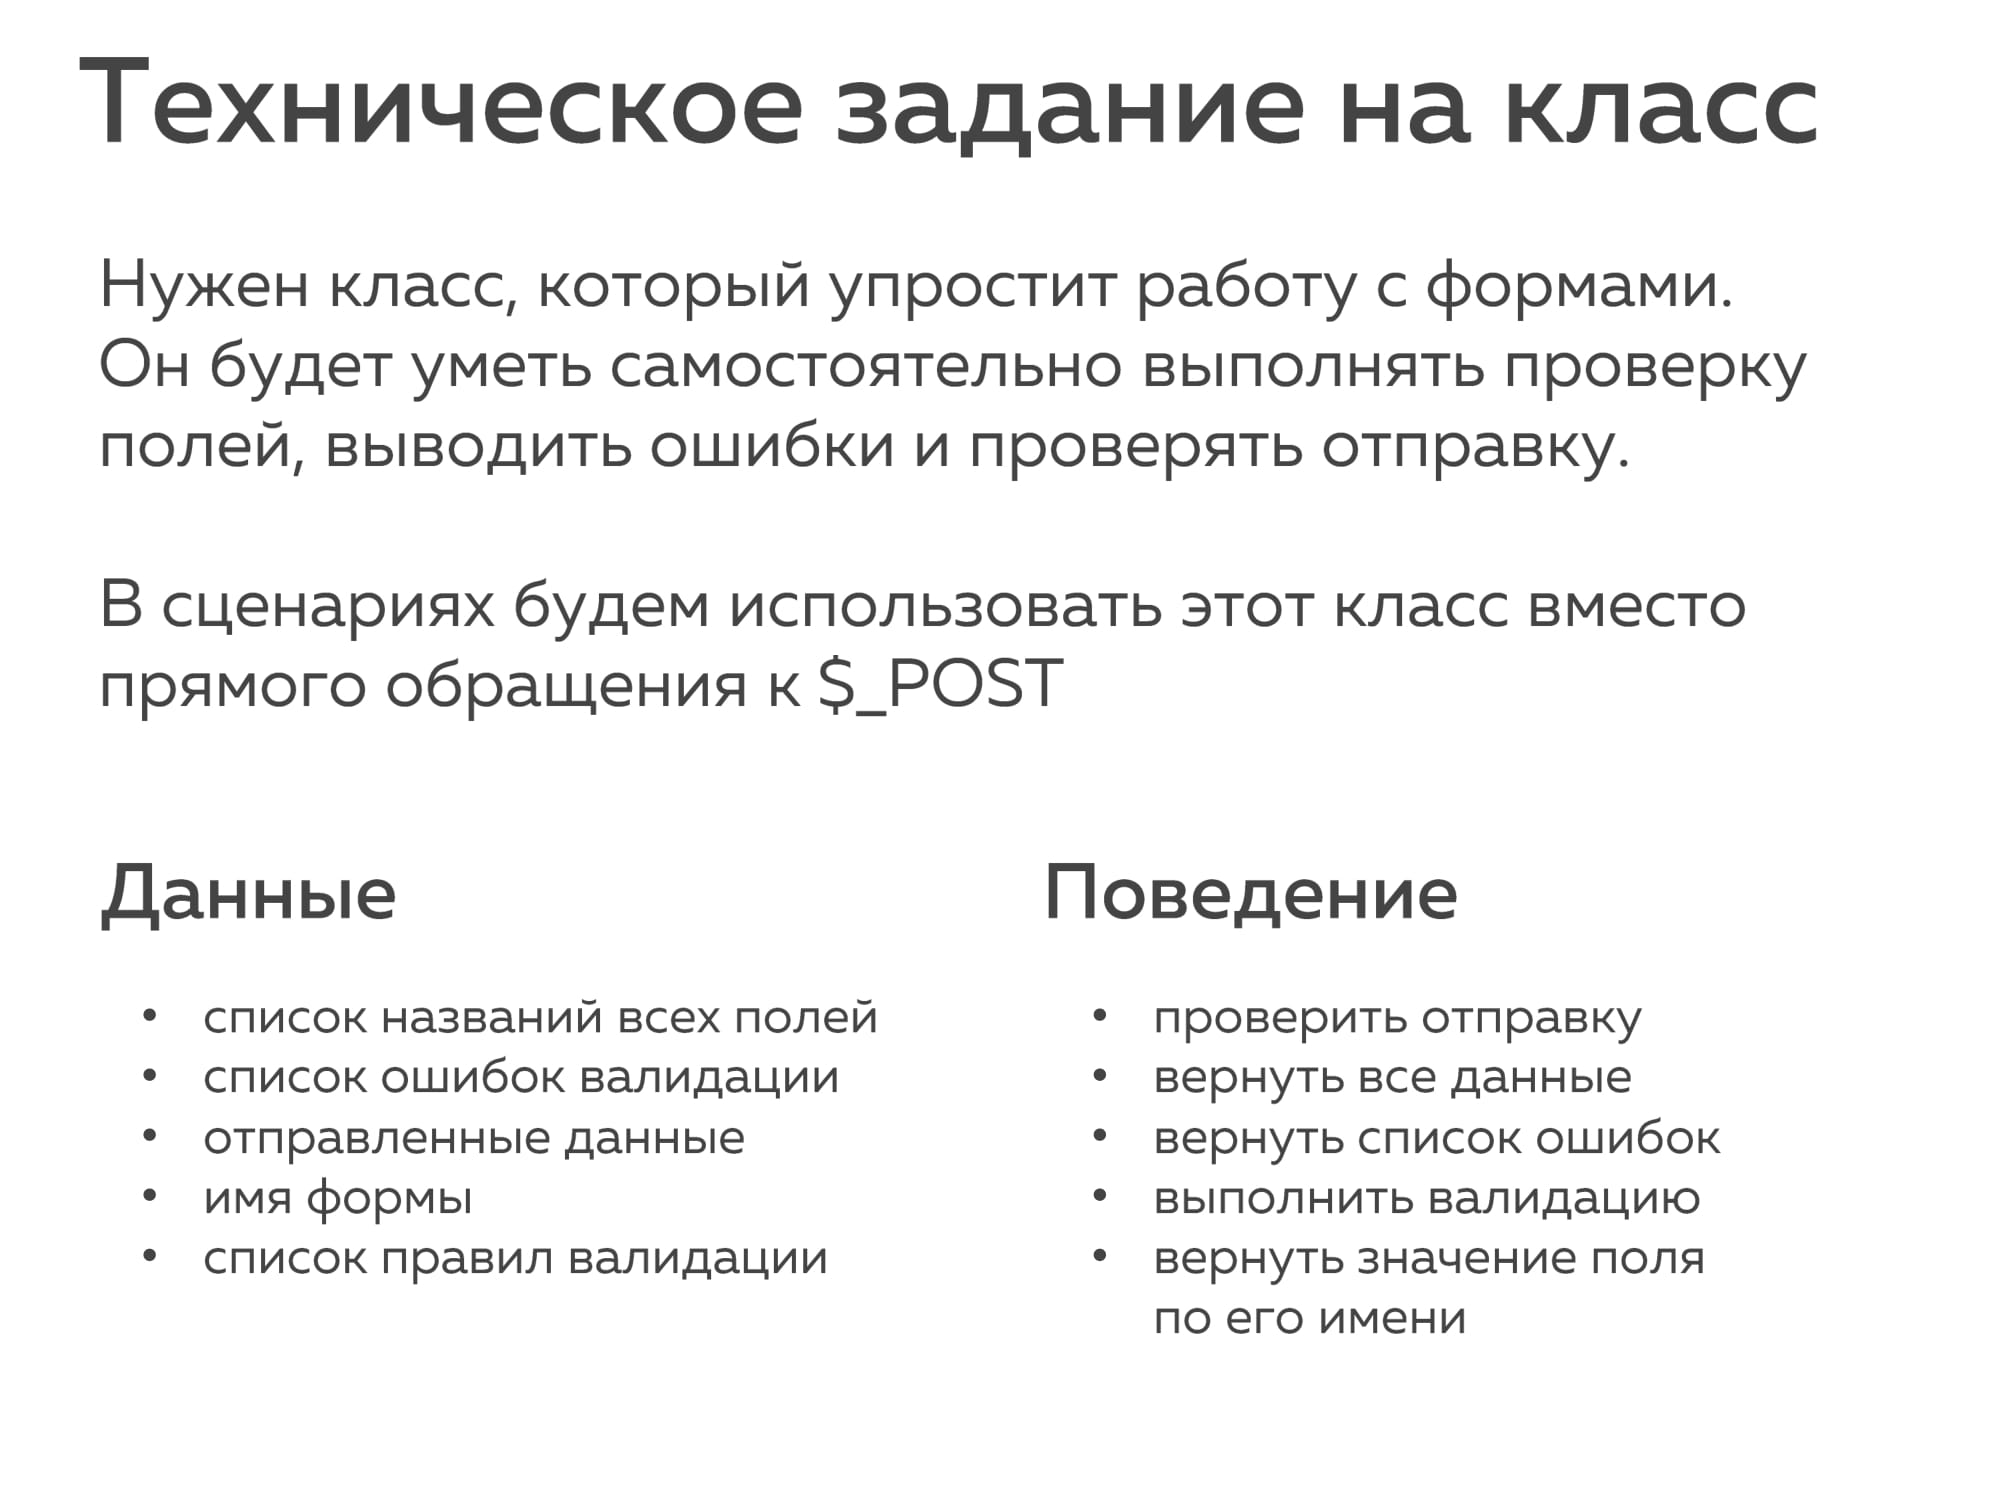 Техническое задание на класс
Нужен класс, который упростит работу с формами.
Он будет уметь самостоятельно выполнять проверку
полей, выводить ошибки и проверять отправку.
В сценариях будем использовать этот класс вместо
прямого обращения к $_POST
Данные
• список названий всех полей
• список ошибок валидации
• отправленные данные
• имя формы
• список правил валидации
Поведение
• проверить отправку
• вернуть все данные
• вернуть список ошибок
• выполнить валидацию
• вернуть значение поля
по его имени